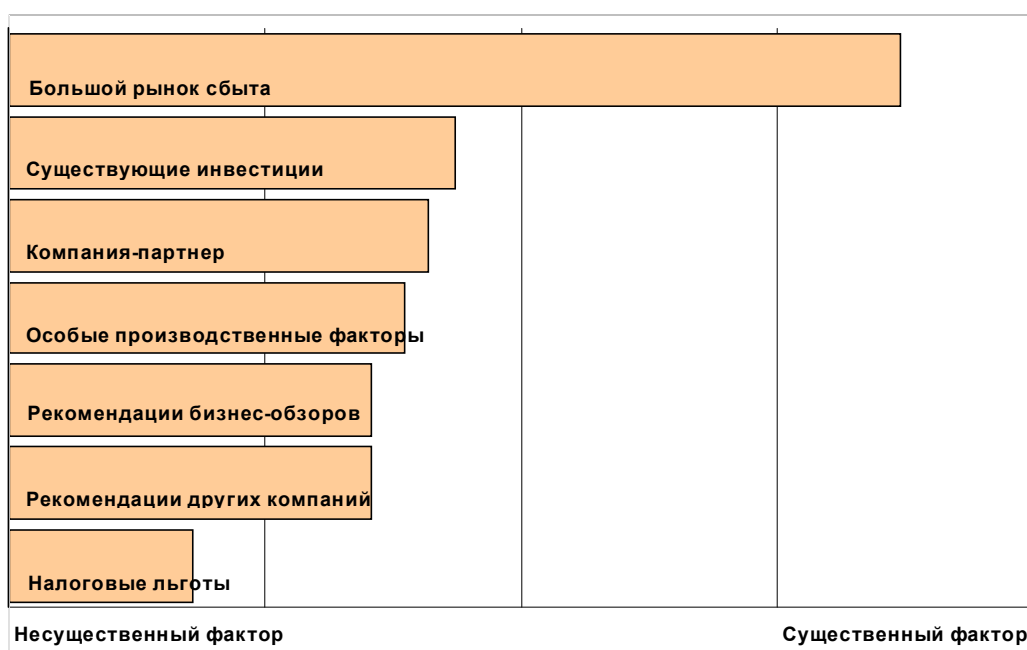 Большой рынок сбыта
Существующие инвестиции
Компания-партнер
Особые производственные факторы
Рекомендации бизнес-обзоров
Рекомендации других компаний
Налоговые льготы
Несущественный фактор
Существенный фактор